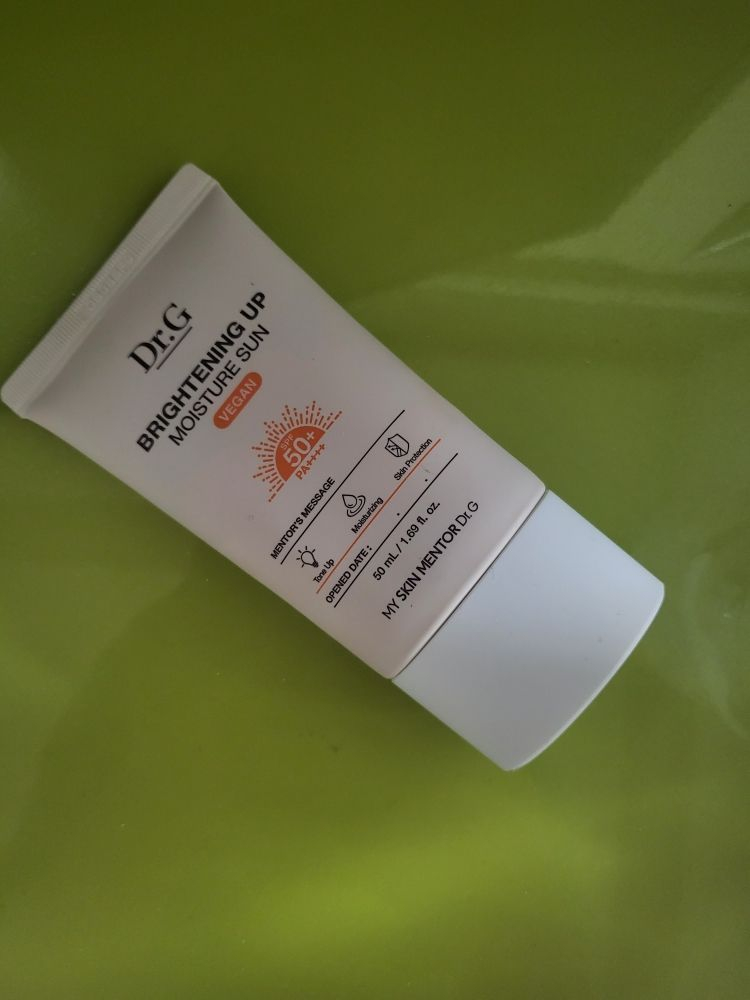 Dr.G
BRIGHTENING UP
MOISTURE SUN
VEGAN
SPF
50+
PA++++
MENTOR'S MESSAGE
Tone Up
Moisturizing
Skin Protection
OPENED DATE : . .
50 mL / 1.69 fl. oz.
MY SKIN MENTOR Dr.G